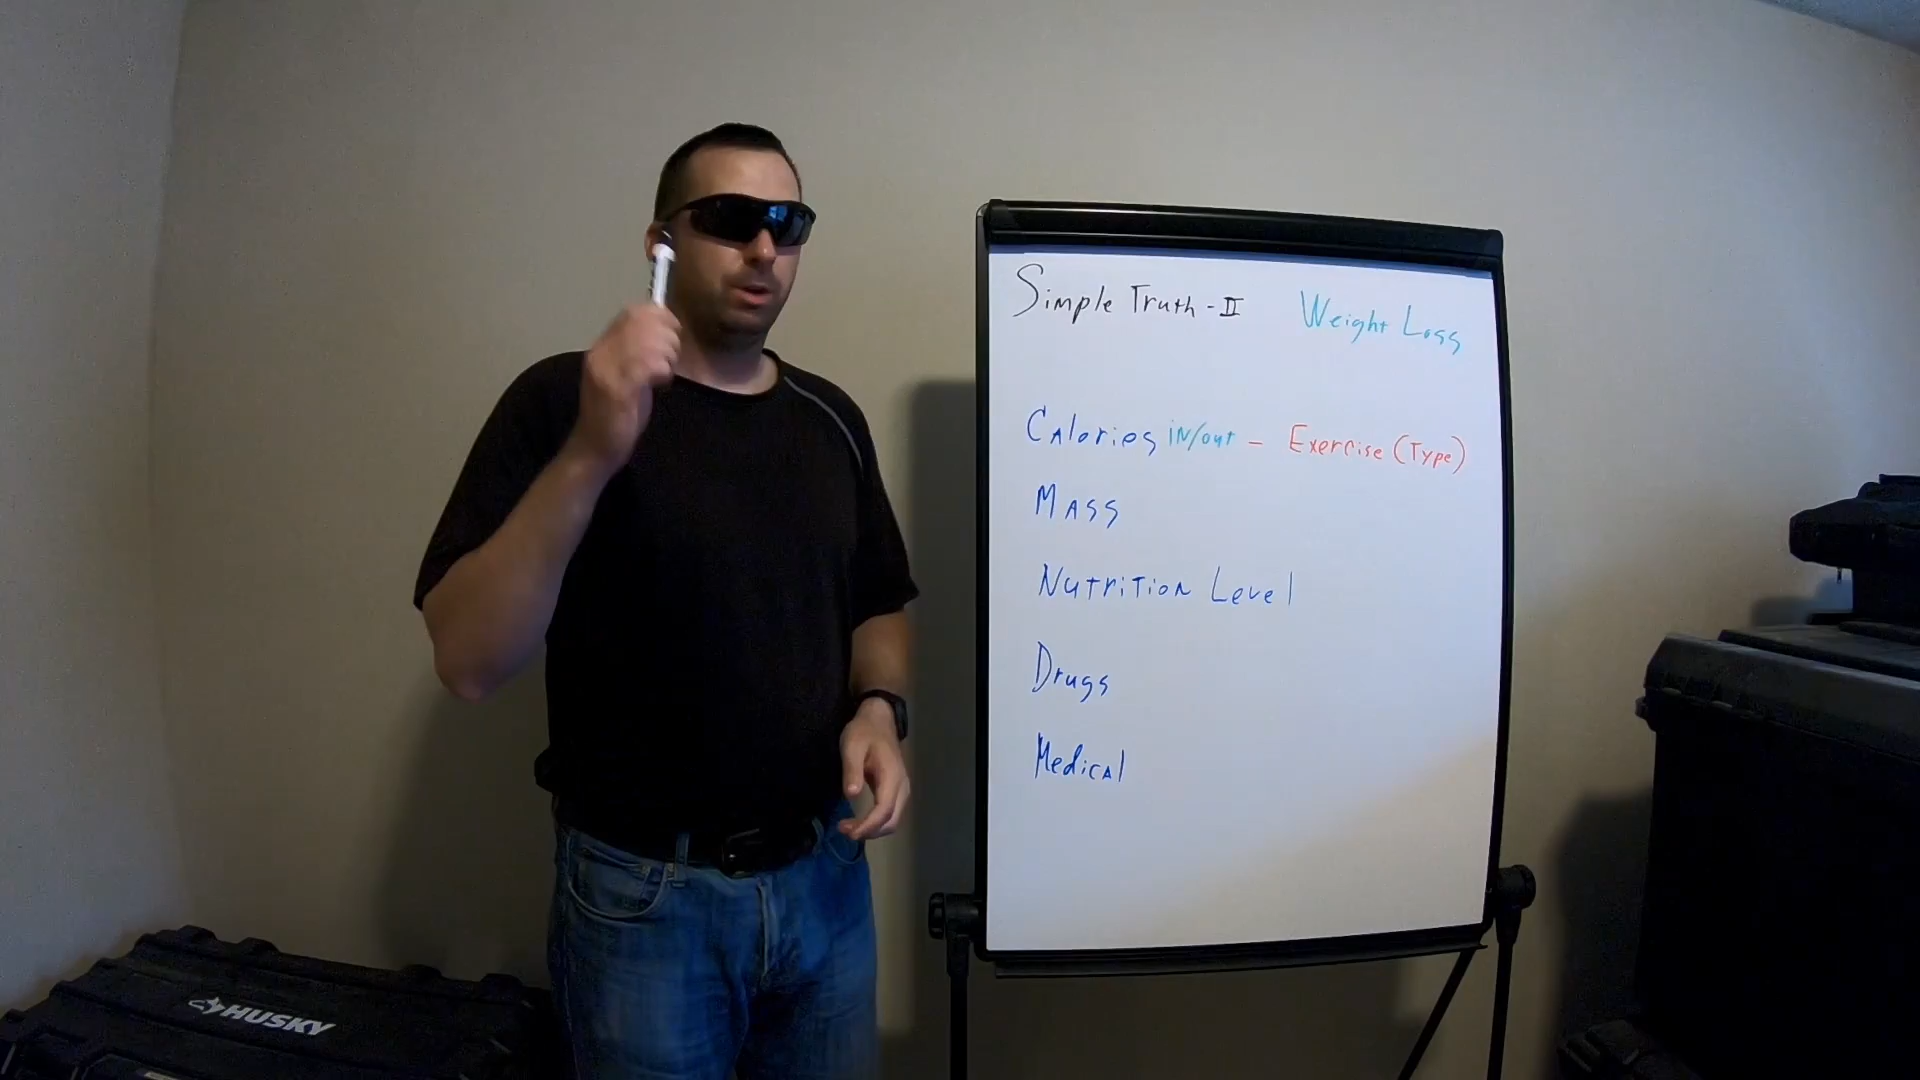 Simple Truth - II Weight Loss
Calories in/out - Exercise (Type)
Mass
Nutrition Level
Drugs
Medical
HUSKY